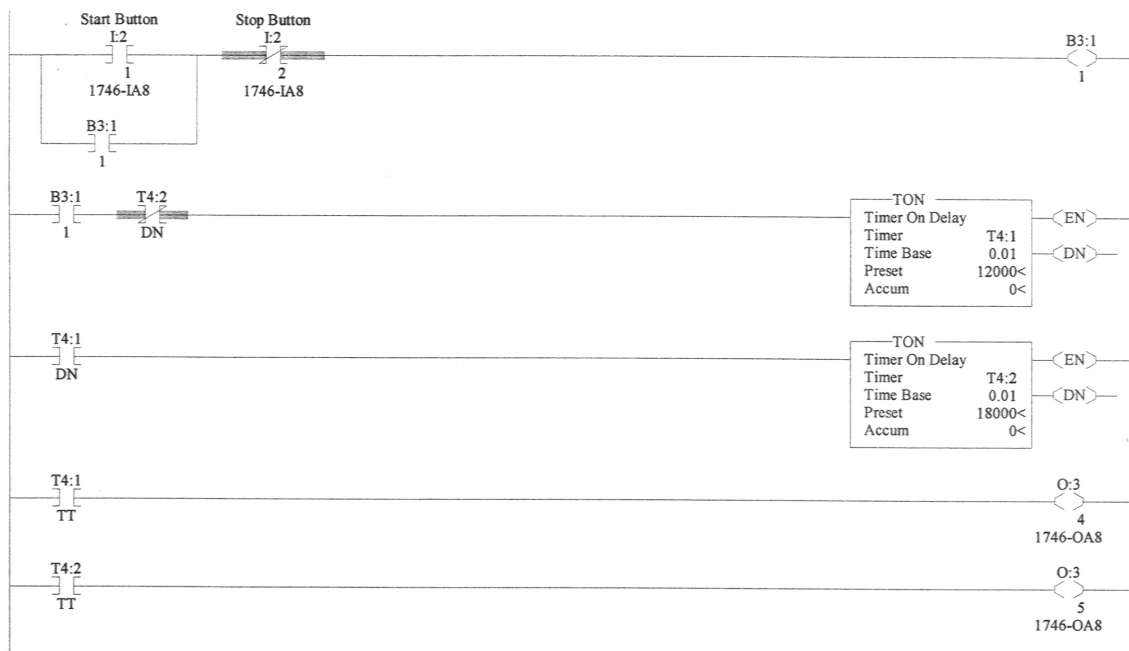 Start Button
I:2
1
1746-IA8
Stop Button
I:2
2
1746-IA8
B3:1
1
B3:1
1
B3:1
1
T4:2
DN
TON
Timer On Delay
Timer T4:1
Time Base 0.01
Preset 12000<
Accum 0<
EN
DN
T4:1
DN
TON
Timer On Delay
Timer T4:2
Time Base 0.01
Preset 18000<
Accum 0<
EN
DN
T4:1
TT
O:3
4
1746-OA8
T4:2
TT
O:3
5
1746-OA8